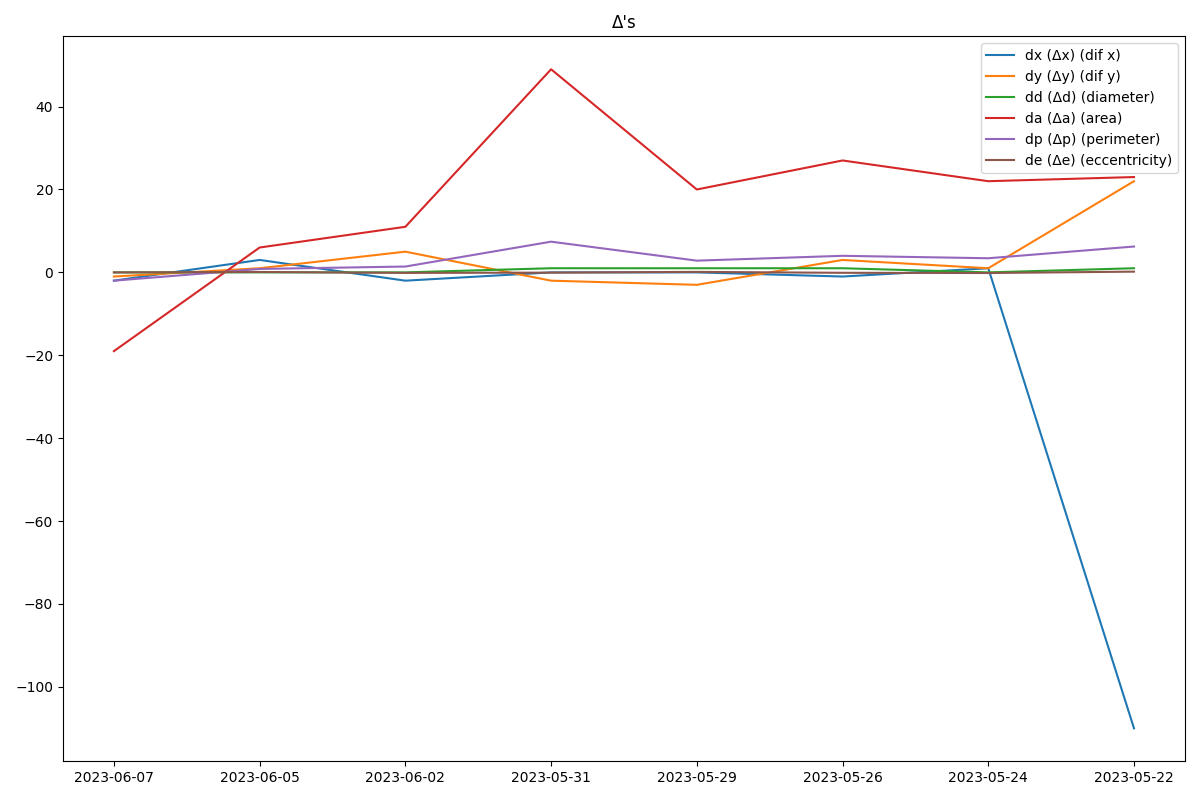 Δ's
dx (Δx) (dif x)
dy (Δy) (dif y)
dd (Δd) (diameter)
da (Δa) (area)
dp (Δp) (perimeter)
de (Δe) (eccentricity)
40
20
0
−20
−40
−60
−80
−100
2023-06-07 2023-06-05 2023-06-02 2023-05-31 2023-05-29 2023-05-26 2023-05-24 2023-05-22